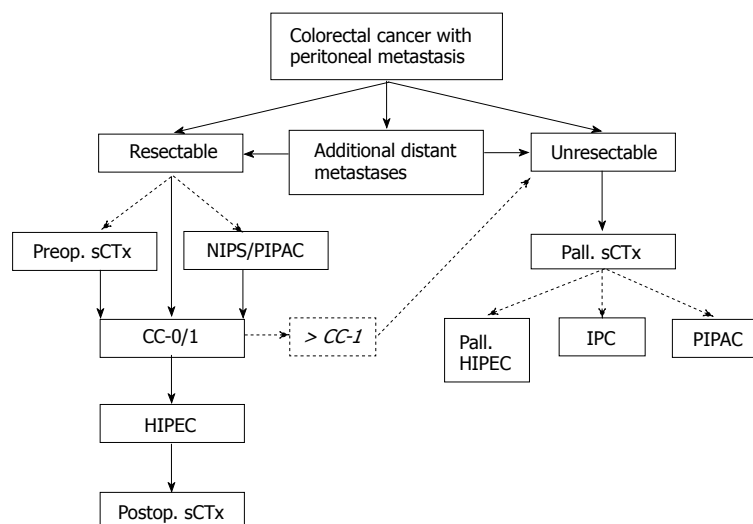 Colorectal cancer with
peritoneal metastasis
Resectable
Additional distant
metastases
Unresectable
Preop. sCTx
NIPS/PIPAC
Pall. sCTx
CC-0/1
> CC-1
Pall.
HIPEC
IPC
PIPAC
HIPEC
Postop. sCTx